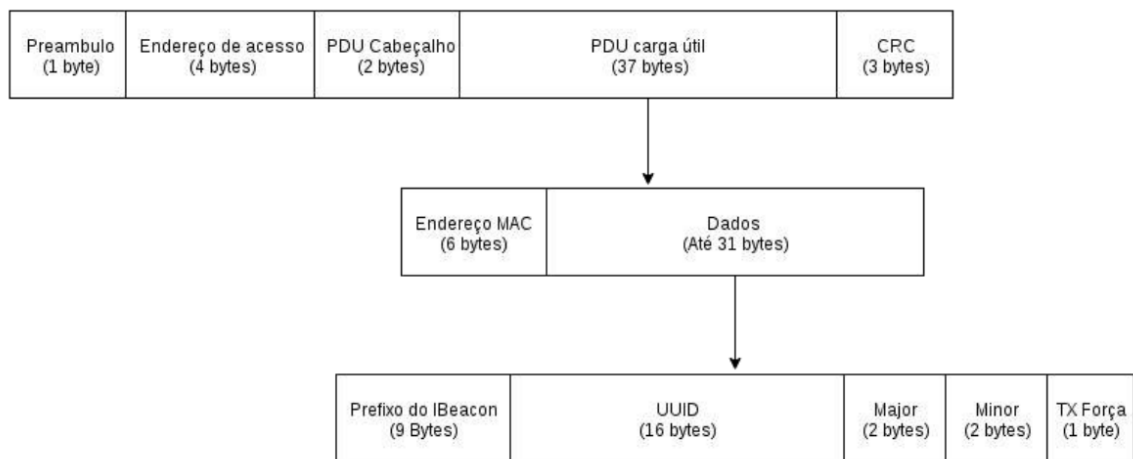 Preambulo
(1 byte)
Endereço de acesso
(4 bytes)
PDU Cabeçalho
(2 bytes)
PDU carga útil
(37 bytes)
CRC
(3 bytes)
Endereço MAC
(6 bytes)
Dados
(Até 31 bytes)
Prefixo do IBeacon
(9 Bytes)
UUID
(16 bytes)
Major
(2 bytes)
Minor
(2 bytes)
TX Força
(1 byte)